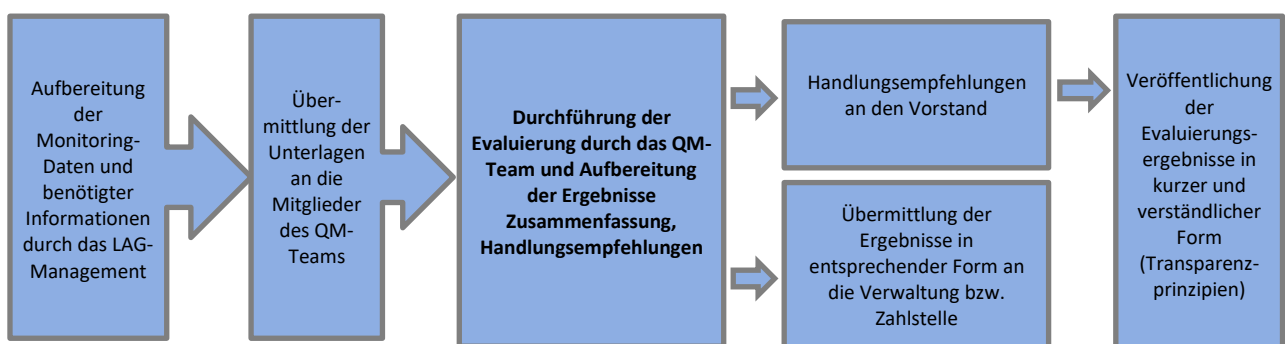 Aufbereitung
der
Monitoring-
Daten und
benötigter
Informationen
durch das LAG-
Management
Über-
mittlung der
Unterlagen
an die
Mitglieder
des QM-
Teams
Durchführung der
Evaluierung durch das QM-
Team und Aufbereitung
der Ergebnisse
Zusammenfassung,
Handlungsempfehlungen
Handlungsempfehlungen
an den Vorstand
Übermittlung der
Ergebnisse in
entsprechender Form an
die Verwaltung bzw.
Zahlstelle
Veröffentlichung
der
Evaluierungs-
ergebnisse in
kurzer und
verständlicher
Form
(Transparenz-
prinzipien)